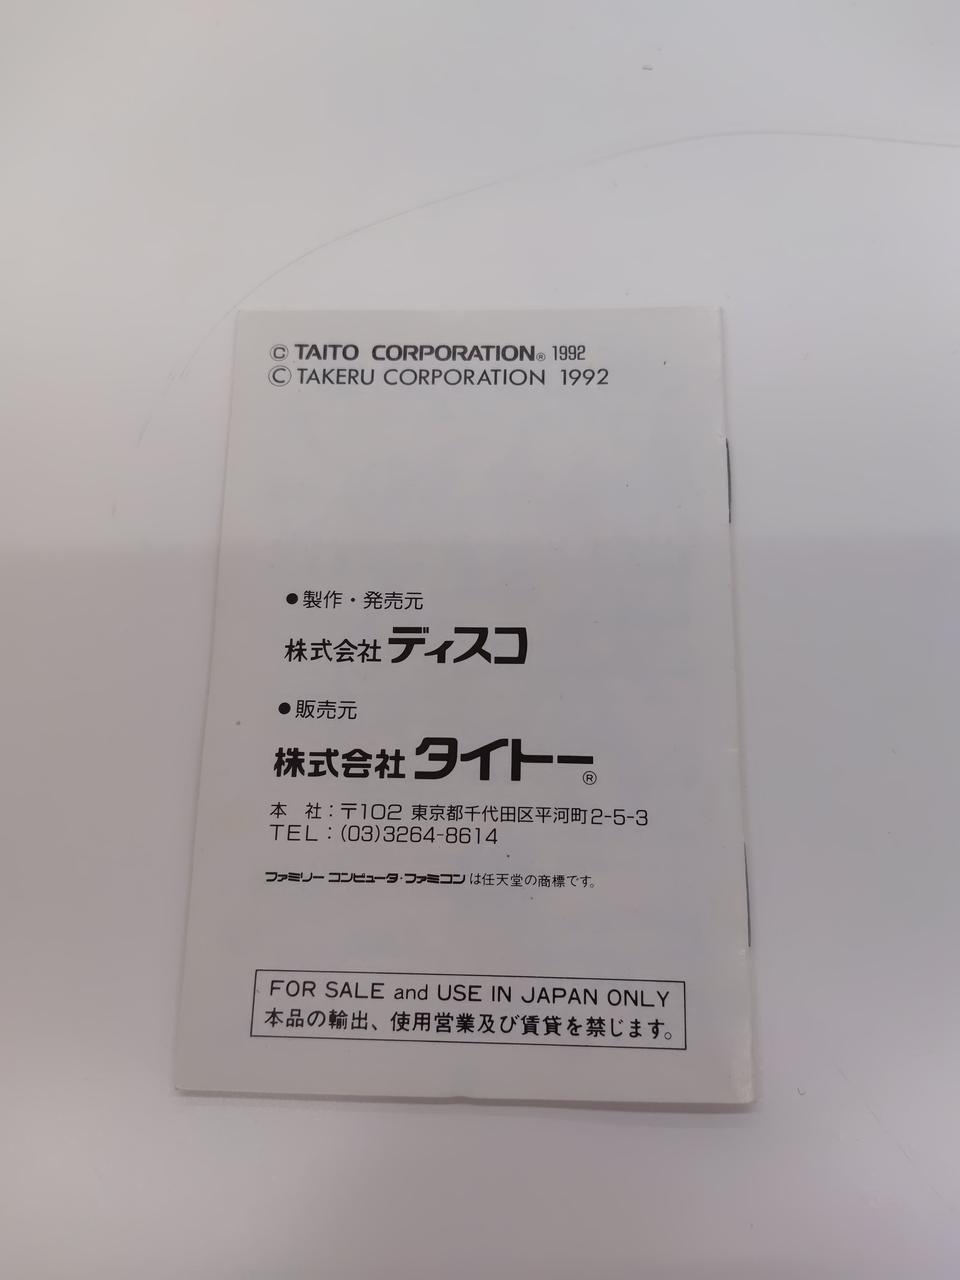 © TAITO CORPORATION® 1992
© TAKERU CORPORATION 1992
●製作・発売元
株式会社ディスコ
●販売元
株式会社タイトー®
本 社：〒102 東京都千代田区平河町2-5-3
TEL：(03)3264-8614
ファミリーコンピュータ・ファミコンは任天堂の商標です。
FOR SALE and USE IN JAPAN ONLY
本品の輸出、使用営業及び賃貸を禁じます。